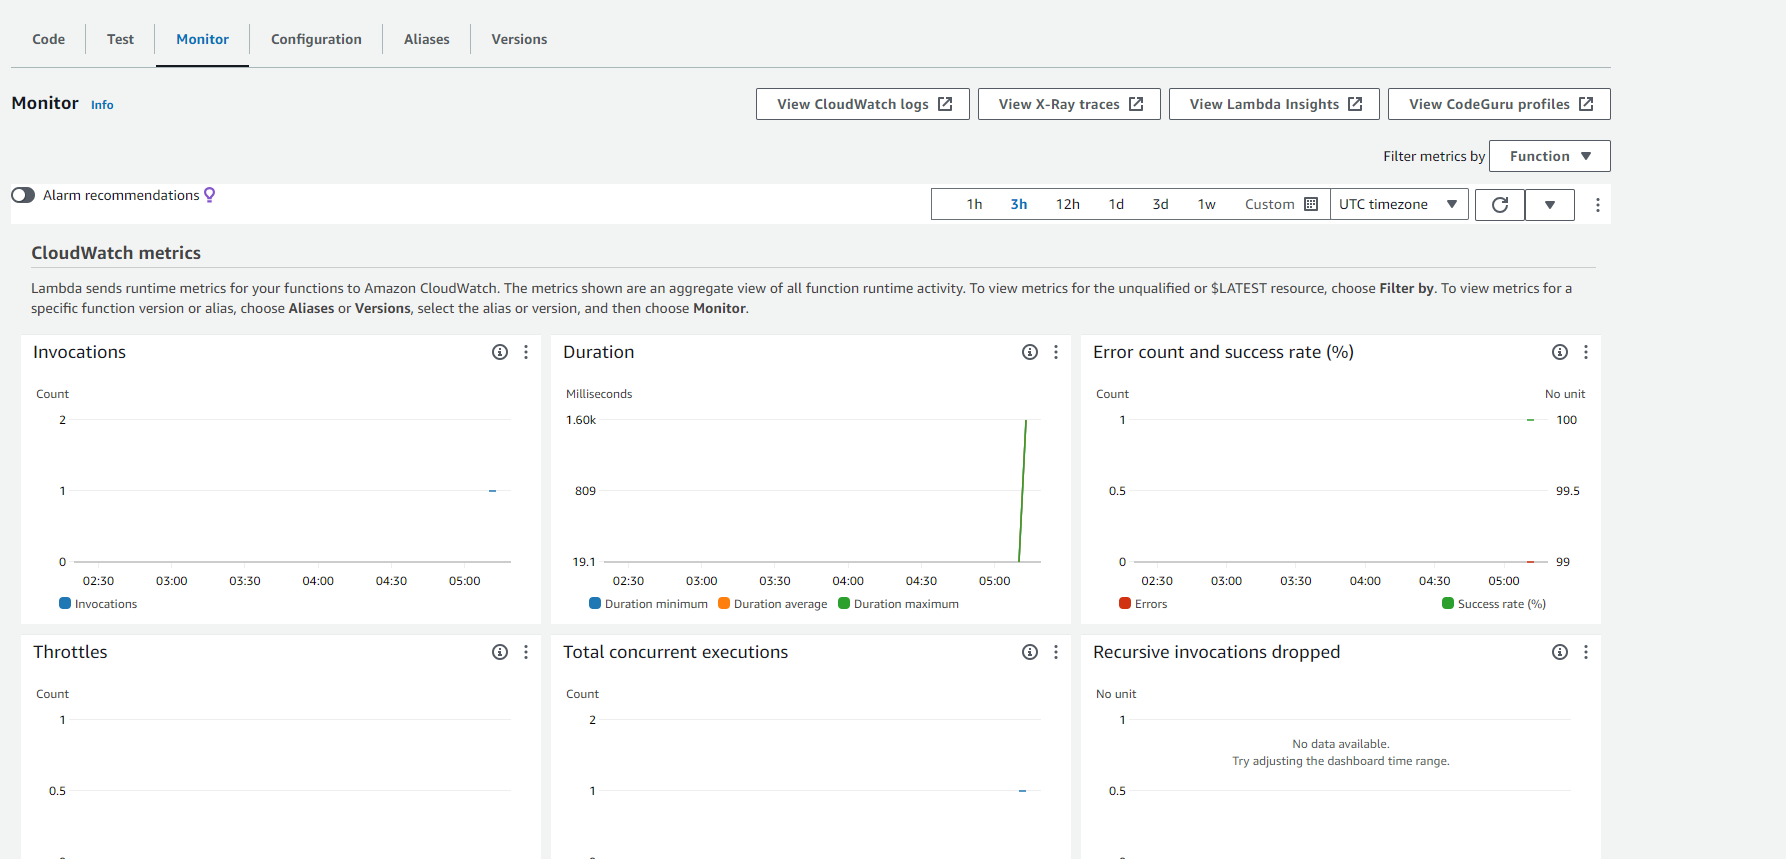 Code Test Monitor Configuration Aliases Versions
Monitor Info View CloudWatch logs View X-Ray traces View Lambda Insights View CodeGuru profiles
Filter metrics by Function
Alarm recommendations 1h 3h 12h 1d 3d 1w Custom UTC timezone
CloudWatch metrics
Lambda sends runtime metrics for your functions to Amazon CloudWatch. The metrics shown are an aggregate view of all function runtime activity. To view metrics for the unqualified or $LATEST resource, choose Filter by. To view metrics for a
specific function version or alias, choose Aliases or Versions, select the alias or version, and then choose Monitor.
Invocations
Count
2
1
0
02:30 03:00 03:30 04:00 04:30 05:00
Invocations
Duration
Milliseconds
1.60k
809
19.1
02:30 03:00 03:30 04:00 04:30 05:00
Duration minimum Duration average Duration maximum
Error count and success rate (%)
Count No unit
1 100
0.5 99.5
0 99
02:30 03:00 03:30 04:00 04:30 05:00
Errors Success rate (%)
Throttles
Count
1
0.5
Total concurrent executions
Count
2
1
Recursive invocations dropped
No unit
1
No data available.
Try adjusting the dashboard time range.
0.5